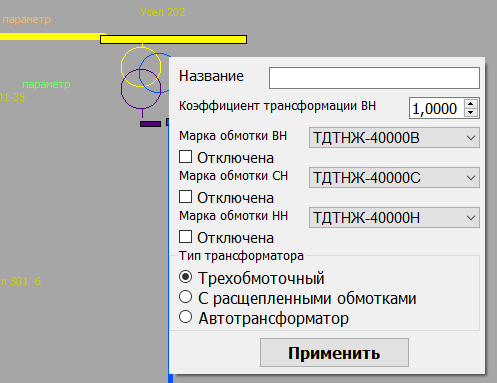 параметр
Узел 202
параметр
11-35
Название
Коэффициент трансформации ВН
1,0000
Марка обмотки ВН
ТДТНЖ-40000В
Отключена
Марка обмотки СН
ТДТНЖ-40000С
Отключена
Марка обмотки НН
ТДТНЖ-40000Н
Отключена
Тип трансформатора
л 301 -6
Трехобмоточный
С расщепленными обмотками
Автотрансформатор
Применить